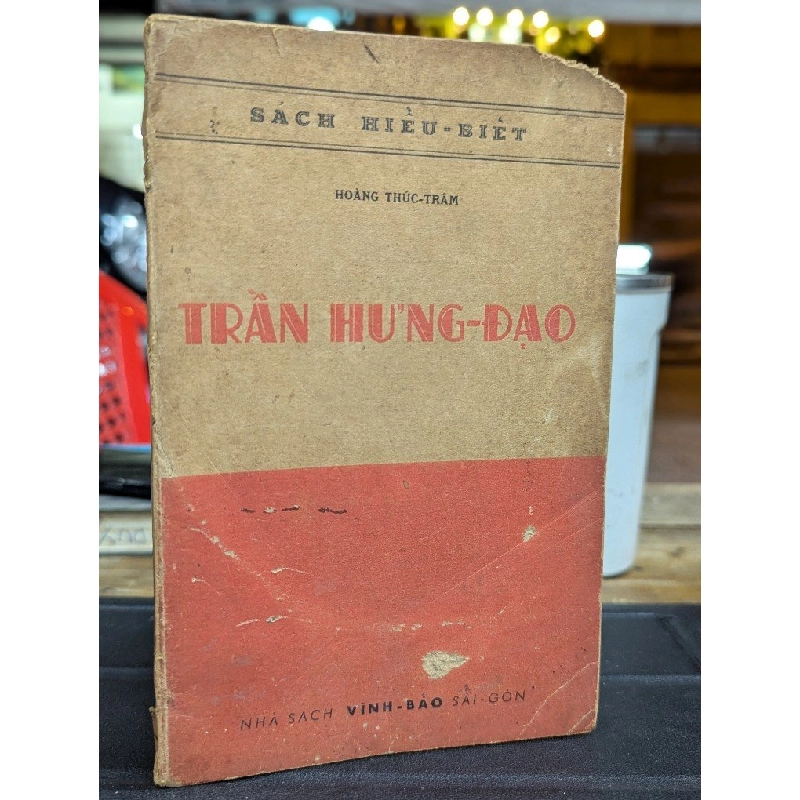 SÁCH HIỂU-BIẾT
HOÀNG THÚC-TRÂM
TRẦN HƯNG-ĐẠO
NHÀ SÁCH VĨNH-BẢO SÀI-GÒN